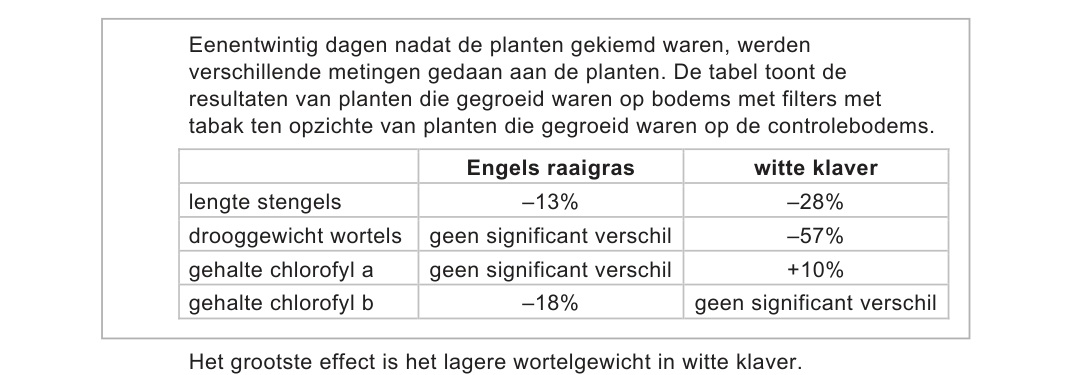 Eenentwintig dagen nadat de planten gekiemd waren, werden
verschillende metingen gedaan aan de planten. De tabel toont de
resultaten van planten die gegroeid waren op bodems met filters met
tabak ten opzichte van planten die gegroeid waren op de controlebodems.
Engels raaigras witte klaver
lengte stengels –13% –28%
drooggewicht wortels geen significant verschil –57%
gehalte chlorofyl a geen significant verschil +10%
gehalte chlorofyl b –18% geen significant verschil
Het grootste effect is het lagere wortelgewicht in witte klaver.